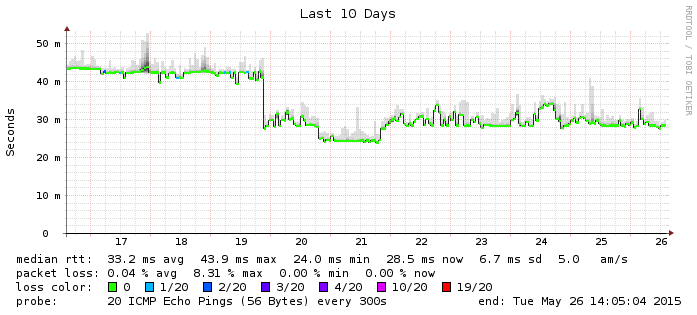 Last 10 Days
RRDTOOL / TOBI OETIKER
Seconds
50 m
40 m
30 m
20 m
10 m
0
17 18 19 20 21 22 23 24 25 26
median rtt: 33.2 ms avg 43.9 ms max 24.0 ms min 28.5 ms now 6.7 ms sd 5.0 am/s
packet loss: 0.04 % avg 8.31 % max 0.00 % min 0.00 % now
loss color: 0 1/20 2/20 3/20 4/20 10/20 19/20
probe: 20 ICMP Echo Pings (56 Bytes) every 300s end: Tue May 26 14:05:04 2015